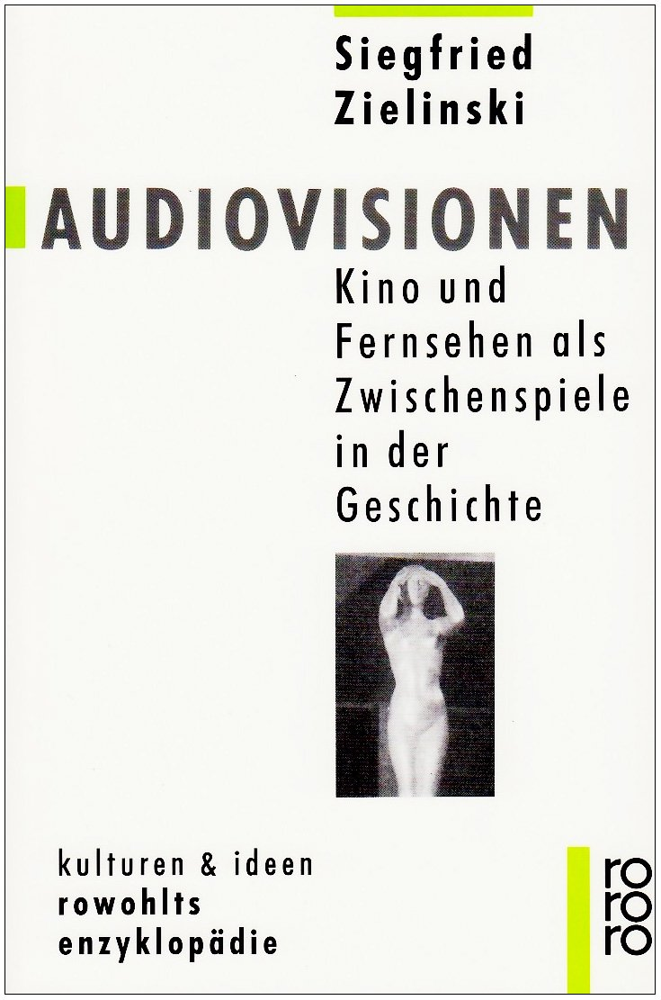 Siegfried
Zielinski
AUDIOVISIONEN
Kino und
Fernsehen als
Zwischenspiele
in der
Geschichte
kulturen & ideen
rowohlts
enzyklopädie
ro
ro
ro